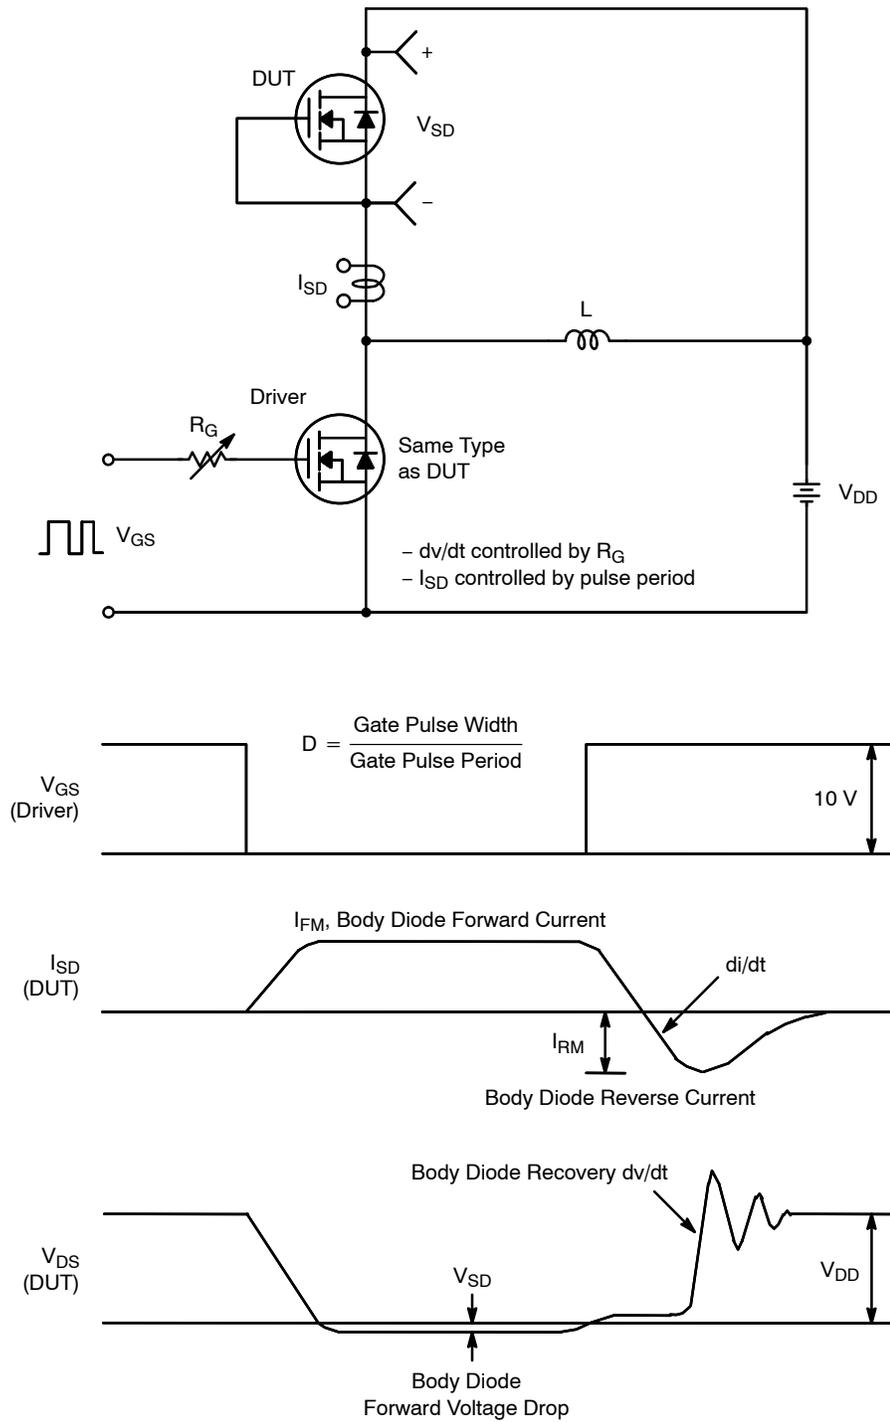 +
DUT
V_SD
−
I_SD
L
Driver
R_G
Same Type
as DUT
V_DD
V_GS
– dv/dt controlled by R_G
– I_SD controlled by pulse period
D = Gate Pulse Width
Gate Pulse Period
V_GS
(Driver)
10 V
I_FM, Body Diode Forward Current
I_SD
(DUT)
di/dt
I_RM
Body Diode Reverse Current
Body Diode Recovery dv/dt
V_DS
(DUT)
V_SD
V_DD
Body Diode
Forward Voltage Drop